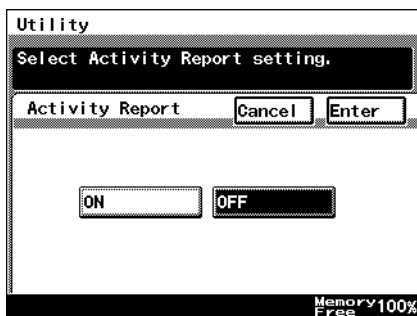 Utility
Select Activity Report setting.
Activity Report Cancel Enter
ON OFF
Memory Free 100%